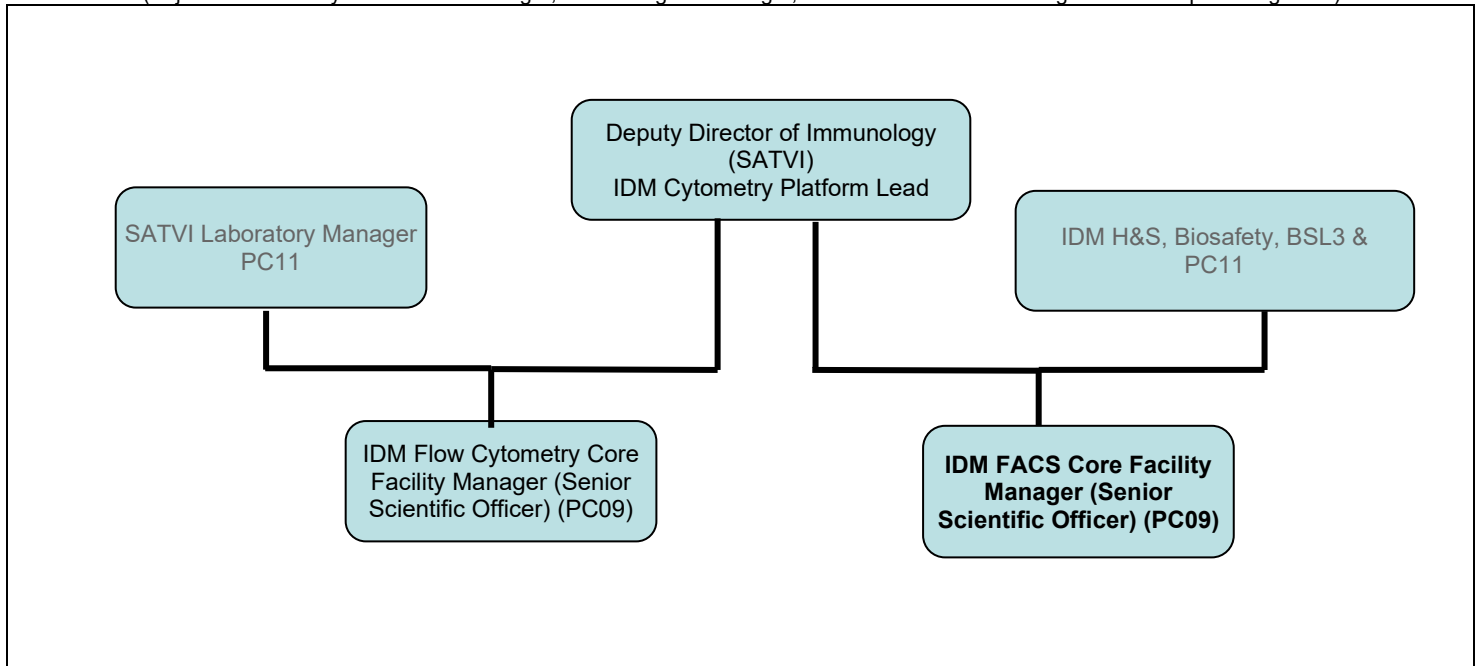 Deputy Director of Immunology
(SATVI)
IDM Cytometry Platform Lead
SATVI Laboratory Manager
PC11
IDM H&S, Biosafety, BSL3 &
PC11
IDM Flow Cytometry Core
Facility Manager (Senior
Scientific Officer) (PC09)
IDM FACS Core Facility
Manager (Senior
Scientific Officer) (PC09)